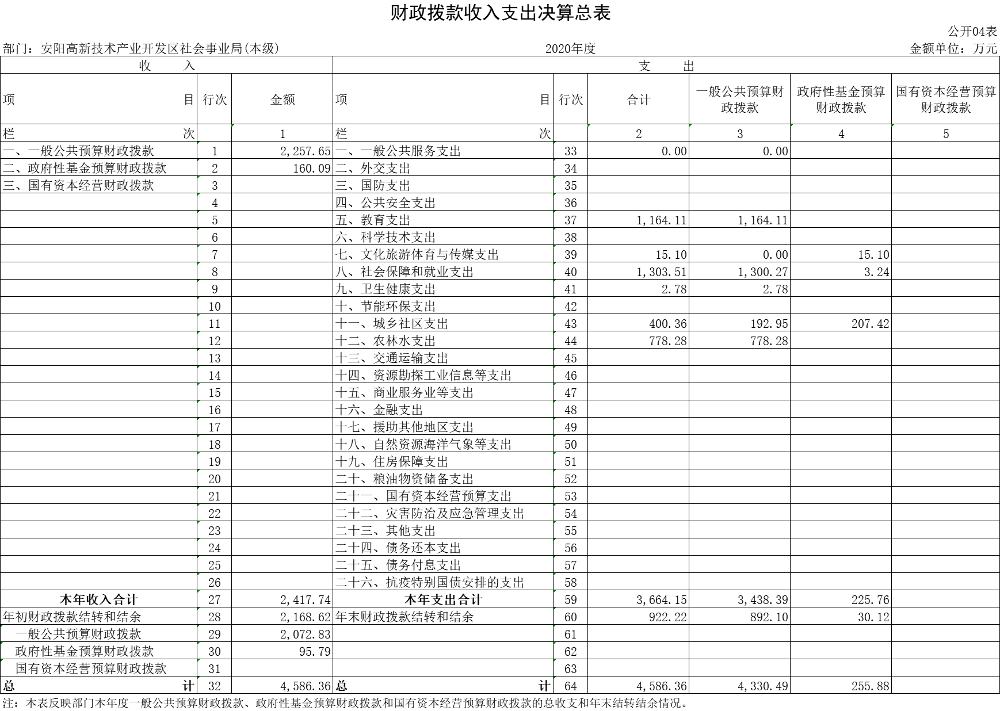 财政拨款收入支出决算总表
公开04表
部门：安阳高新技术产业开发区社会事业局(本级) 2020年度 金额单位：万元
收 入 支 出
项 目 行次 金额 项 目 行次 合计 一般公共预算财政拨款 政府性基金预算财政拨款 国有资本经营预算财政拨款
栏 次 1 栏 次 2 3 4 5
一、一般公共预算财政拨款 1 2,257.65 一、一般公共服务支出 33 0.00 0.00
二、政府性基金预算财政拨款 2 160.09 二、外交支出 34
三、国有资本经营财政拨款 3 三、国防支出 35
4 四、公共安全支出 36
5 五、教育支出 37 1,164.11 1,164.11
6 六、科学技术支出 38
7 七、文化旅游体育与传媒支出 39 15.10 0.00 15.10
8 八、社会保障和就业支出 40 1,303.51 1,300.27 3.24
9 九、卫生健康支出 41 2.78 2.78
10 十、节能环保支出 42
11 十一、城乡社区支出 43 400.36 192.95 207.42
12 十二、农林水支出 44 778.28 778.28
13 十三、交通运输支出 45
14 十四、资源勘探工业信息等支出 46
15 十五、商业服务业等支出 47
16 十六、金融支出 48
17 十七、援助其他地区支出 49
18 十八、自然资源海洋气象等支出 50
19 十九、住房保障支出 51
20 二十、粮油物资储备支出 52
21 二十一、国有资本经营预算支出 53
22 二十二、灾害防治及应急管理支出 54
23 二十三、其他支出 55
24 二十四、债务还本支出 56
25 二十五、债务付息支出 57
26 二十六、抗疫特别国债安排的支出 58
本年收入合计 27 2,417.74 本年支出合计 59 3,664.15 3,438.39 225.76
年初财政拨款结转和结余 28 2,168.62 年末财政拨款结转和结余 60 922.22 892.10 30.12
一般公共预算财政拨款 29 2,072.83 61
政府性基金预算财政拨款 30 95.79 62
国有资本经营预算财政拨款 31 63
总 计 32 4,586.36 总 计 64 4,586.36 4,330.49 255.88
注：本表反映部门本年度一般公共预算财政拨款、政府性基金预算财政拨款和国有资本经营预算财政拨款的总收支和年末结转结余情况。